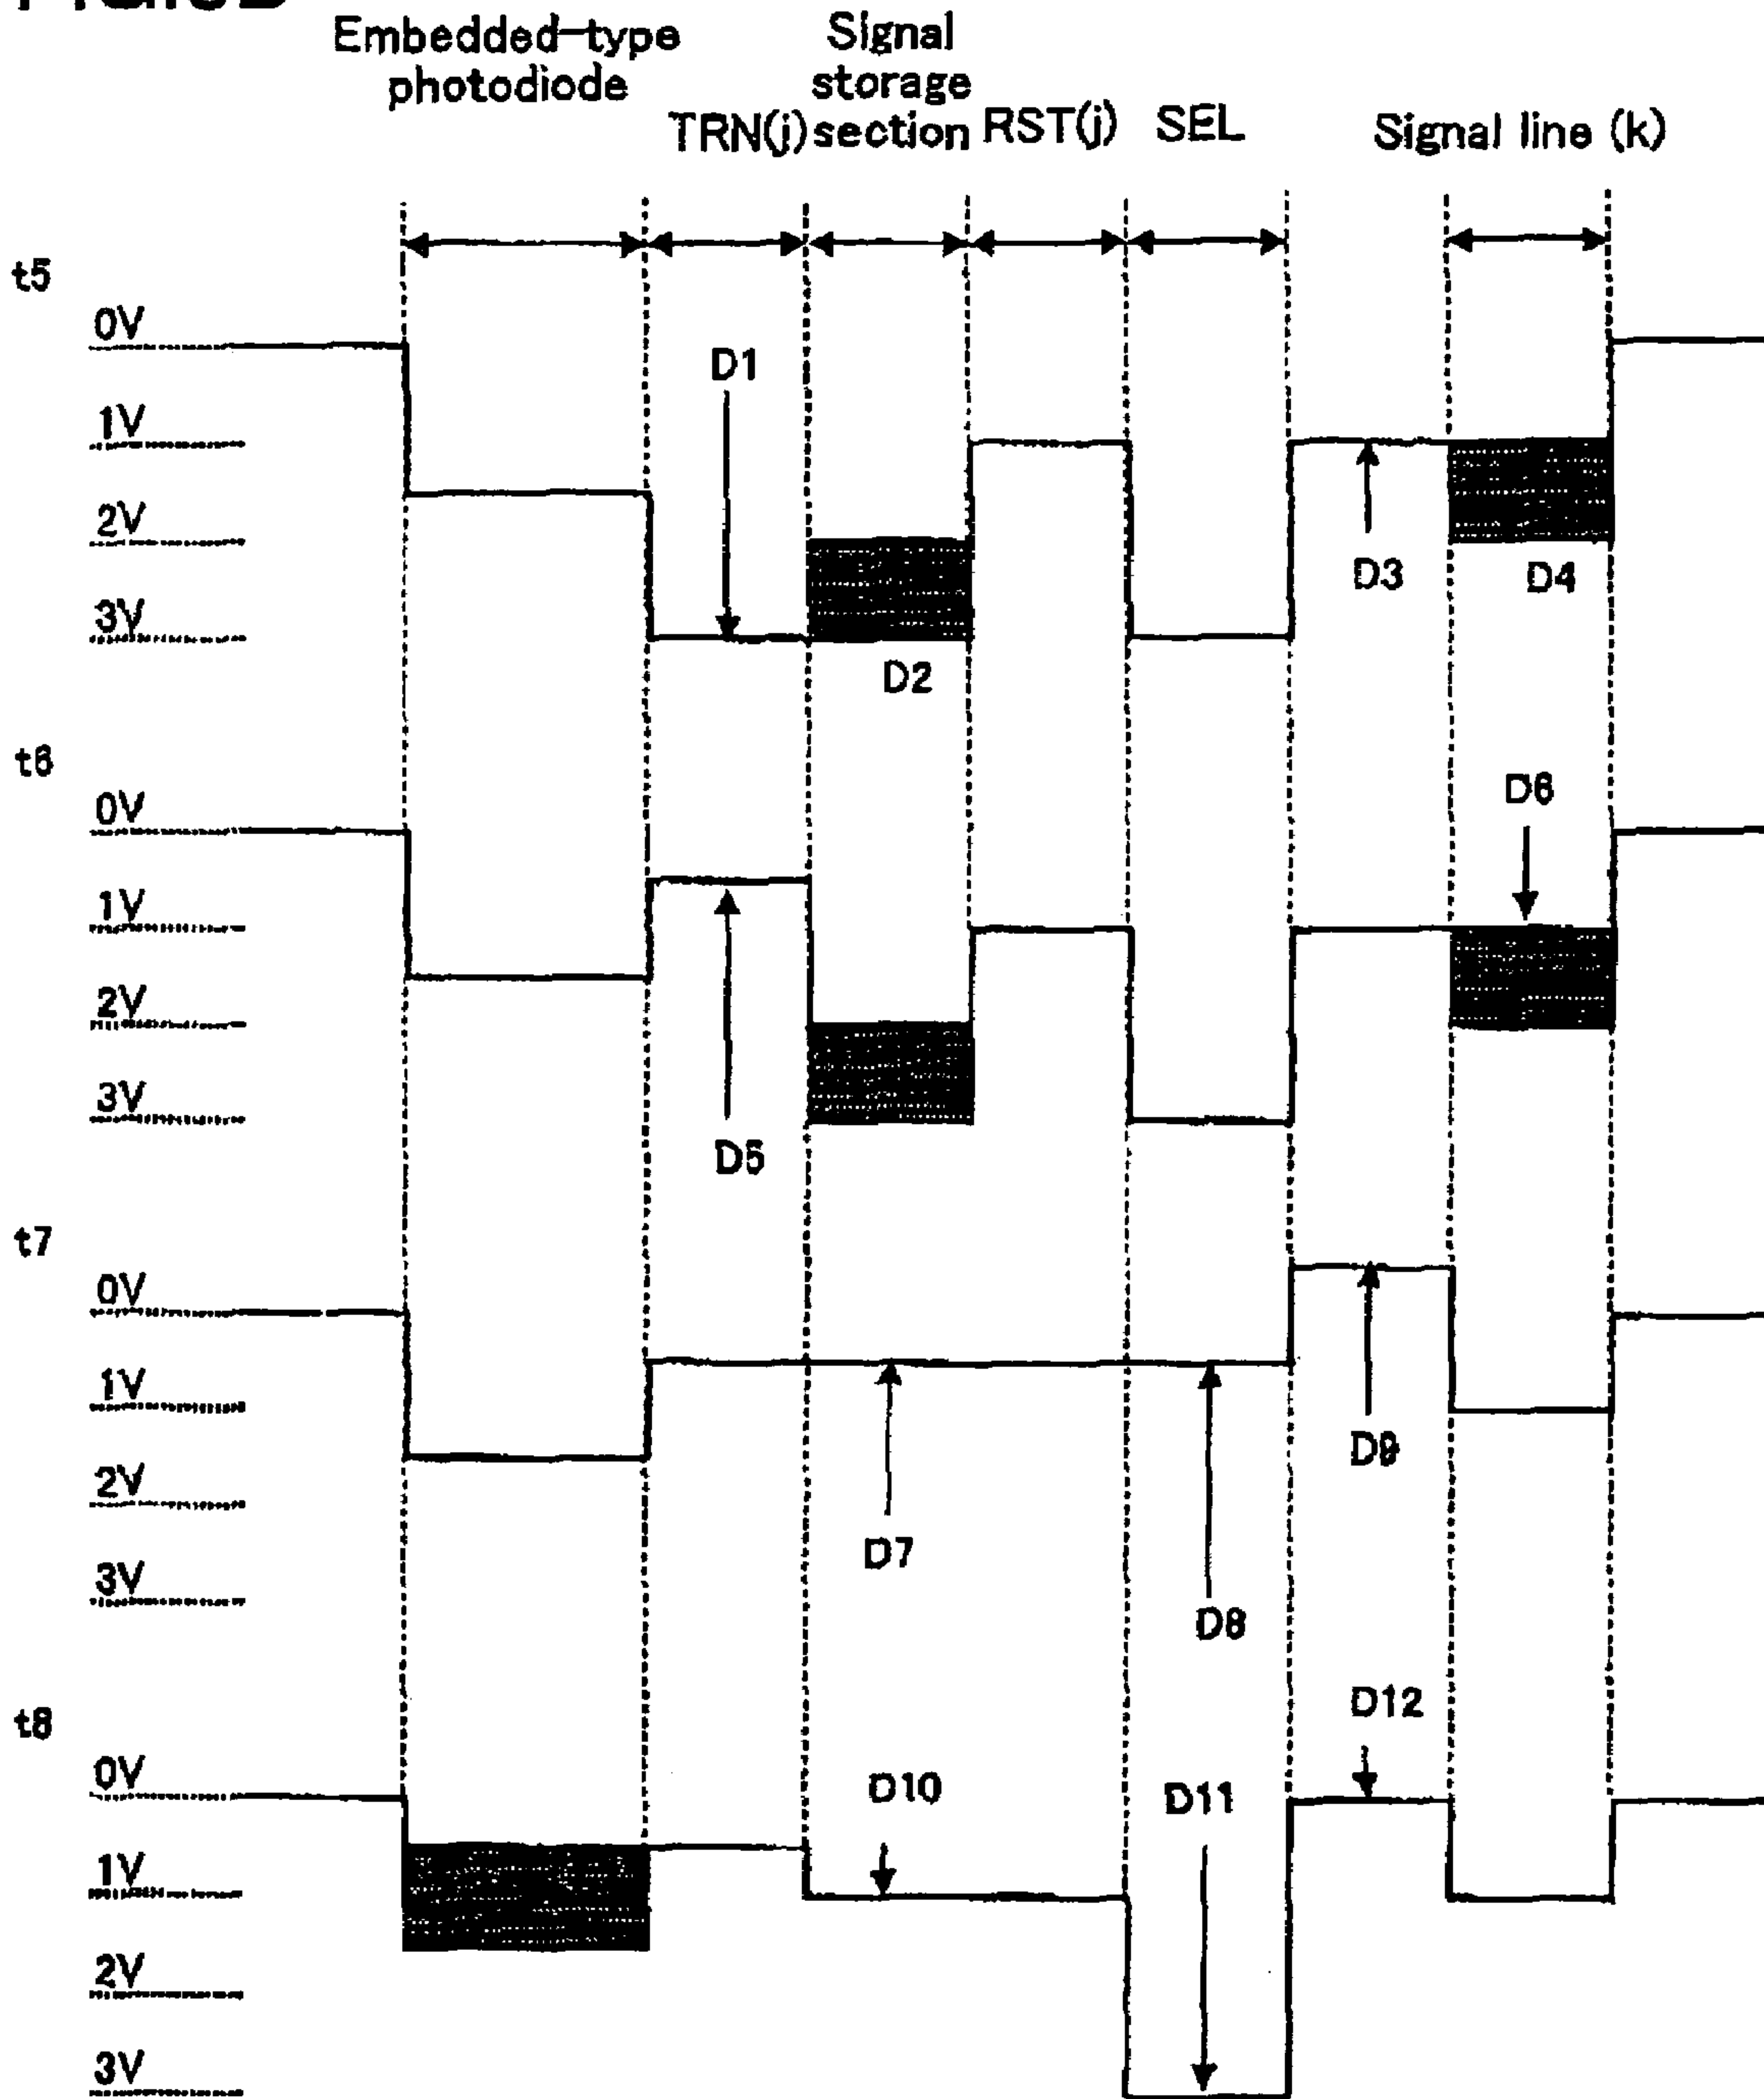 Embedded-type
photodiode
TRN(j)
Signal
storage
section
RST(j)
SEL
Signal line (k)
t5
0V
1V
2V
3V
D1
D2
D3
D4
t6
0V
1V
2V
3V
D5
D6
t7
0V
1V
2V
3V
D7
D8
D9
t8
0V
1V
2V
3V
D10
D11
D12